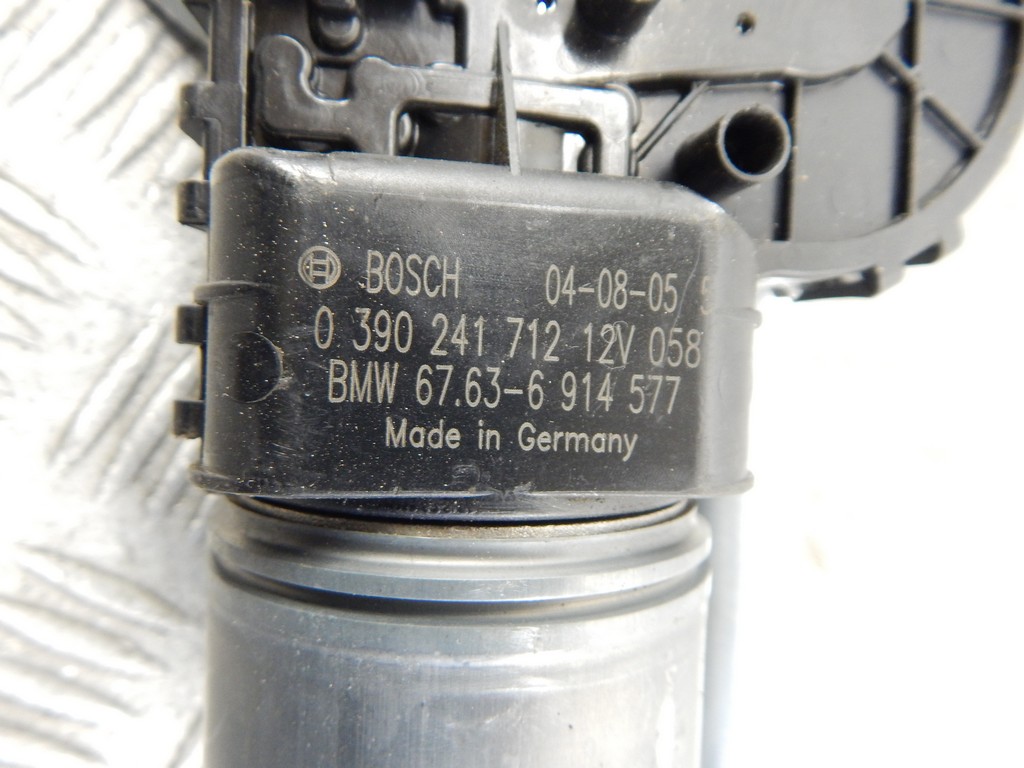 BOSCH 04-08-05 5
0 390 241 712 12V 058
BMW 67.63-6 914 577
Made in Germany